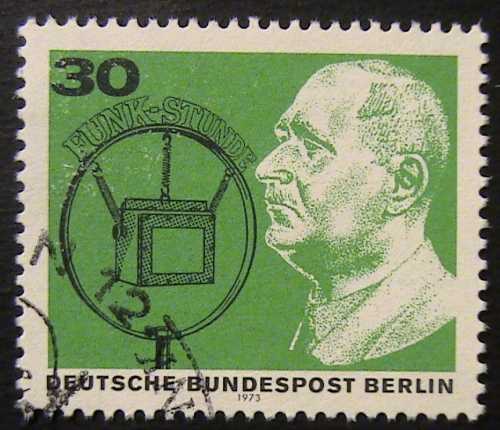 30
FUNK-STUNDE
DEUTSCHE BUNDESPOST BERLIN
1973